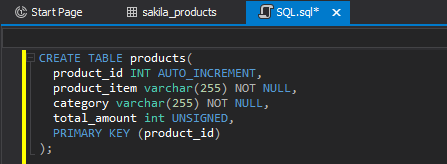 Start Page sakila_products SQL.sql*
CREATE TABLE products(
product_id INT AUTO_INCREMENT,
product_item varchar(255) NOT NULL,
category varchar(255) NOT NULL,
total_amount int UNSIGNED,
PRIMARY KEY (product_id)
);